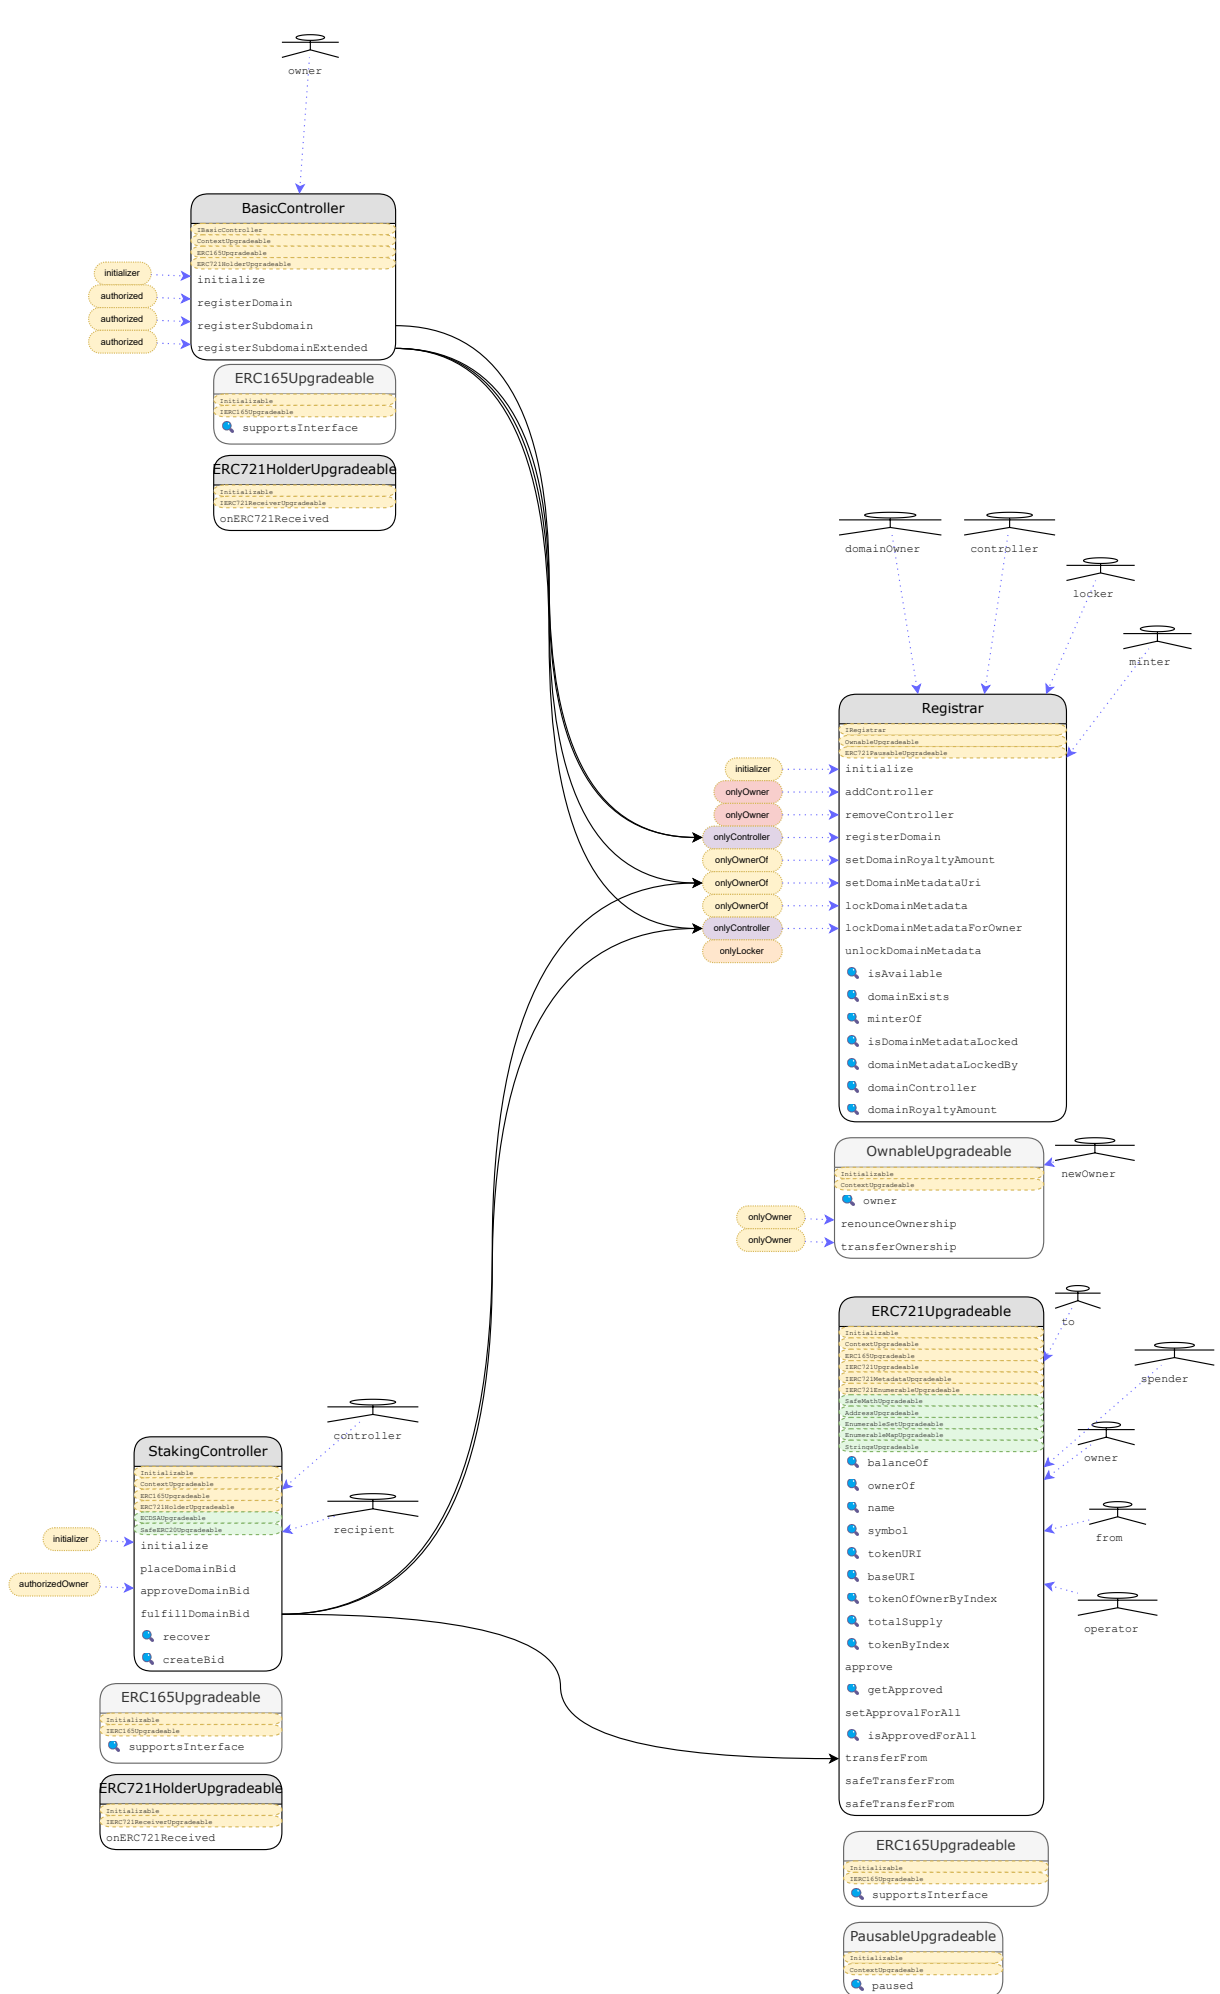 owner
BasicController
IBasicController
ContextUpgradeable
ERC165Upgradeable
ERC721HolderUpgradeable
initializer
initialize
authorized
registerDomain
authorized
registerSubdomain
authorized
registerSubdomainExtended
ERC165Upgradeable
Initializable
IERC165Upgradeable
supportsInterface
ERC721HolderUpgradeable
Initializable
IERC721ReceiverUpgradeable
onERC721Received
domainOwner
controller
locker
minter
Registrar
IRegistrar
OwnableUpgradeable
ERC721PausableUpgradeable
initializer
initialize
onlyOwner
addController
onlyOwner
removeController
onlyController
registerDomain
onlyOwnerOf
setDomainRoyaltyAmount
onlyOwnerOf
setDomainMetadataUri
onlyOwnerOf
lockDomainMetadata
onlyController
lockDomainMetadataForOwner
onlyLocker
unlockDomainMetadata
isAvailable
domainExists
minterOf
isDomainMetadataLocked
domainMetadataLockedBy
domainController
domainRoyaltyAmount
OwnableUpgradeable
newOwner
Initializable
ContextUpgradeable
owner
onlyOwner
renounceOwnership
onlyOwner
transferOwnership
ERC721Upgradeable
to
Initializable
ContextUpgradeable
ERC165Upgradeable
IERC721Upgradeable
IERC721MetadataUpgradeable
IERC721EnumerableUpgradeable
SafeMathUpgradeable
AddressUpgradeable
EnumerableSetUpgradeable
EnumerableMapUpgradeable
StringsUpgradeable
spender
owner
from
operator
balanceOf
ownerOf
name
symbol
tokenURI
baseURI
tokenOfOwnerByIndex
totalSupply
tokenByIndex
approve
getApproved
setApprovalForAll
isApprovedForAll
transferFrom
safeTransferFrom
safeTransferFrom
controller
recipient
StakingController
Initializable
ContextUpgradeable
ERC165Upgradeable
ERC721HolderUpgradeable
ECDSAUpgradeable
SafeERC20Upgradeable
initializer
initialize
placeDomainBid
authorizedOwner
approveDomainBid
fulfillDomainBid
recover
createBid
ERC165Upgradeable
Initializable
IERC165Upgradeable
supportsInterface
ERC721HolderUpgradeable
Initializable
IERC721ReceiverUpgradeable
onERC721Received
ERC165Upgradeable
Initializable
IERC165Upgradeable
supportsInterface
PausableUpgradeable
Initializable
ContextUpgradeable
paused